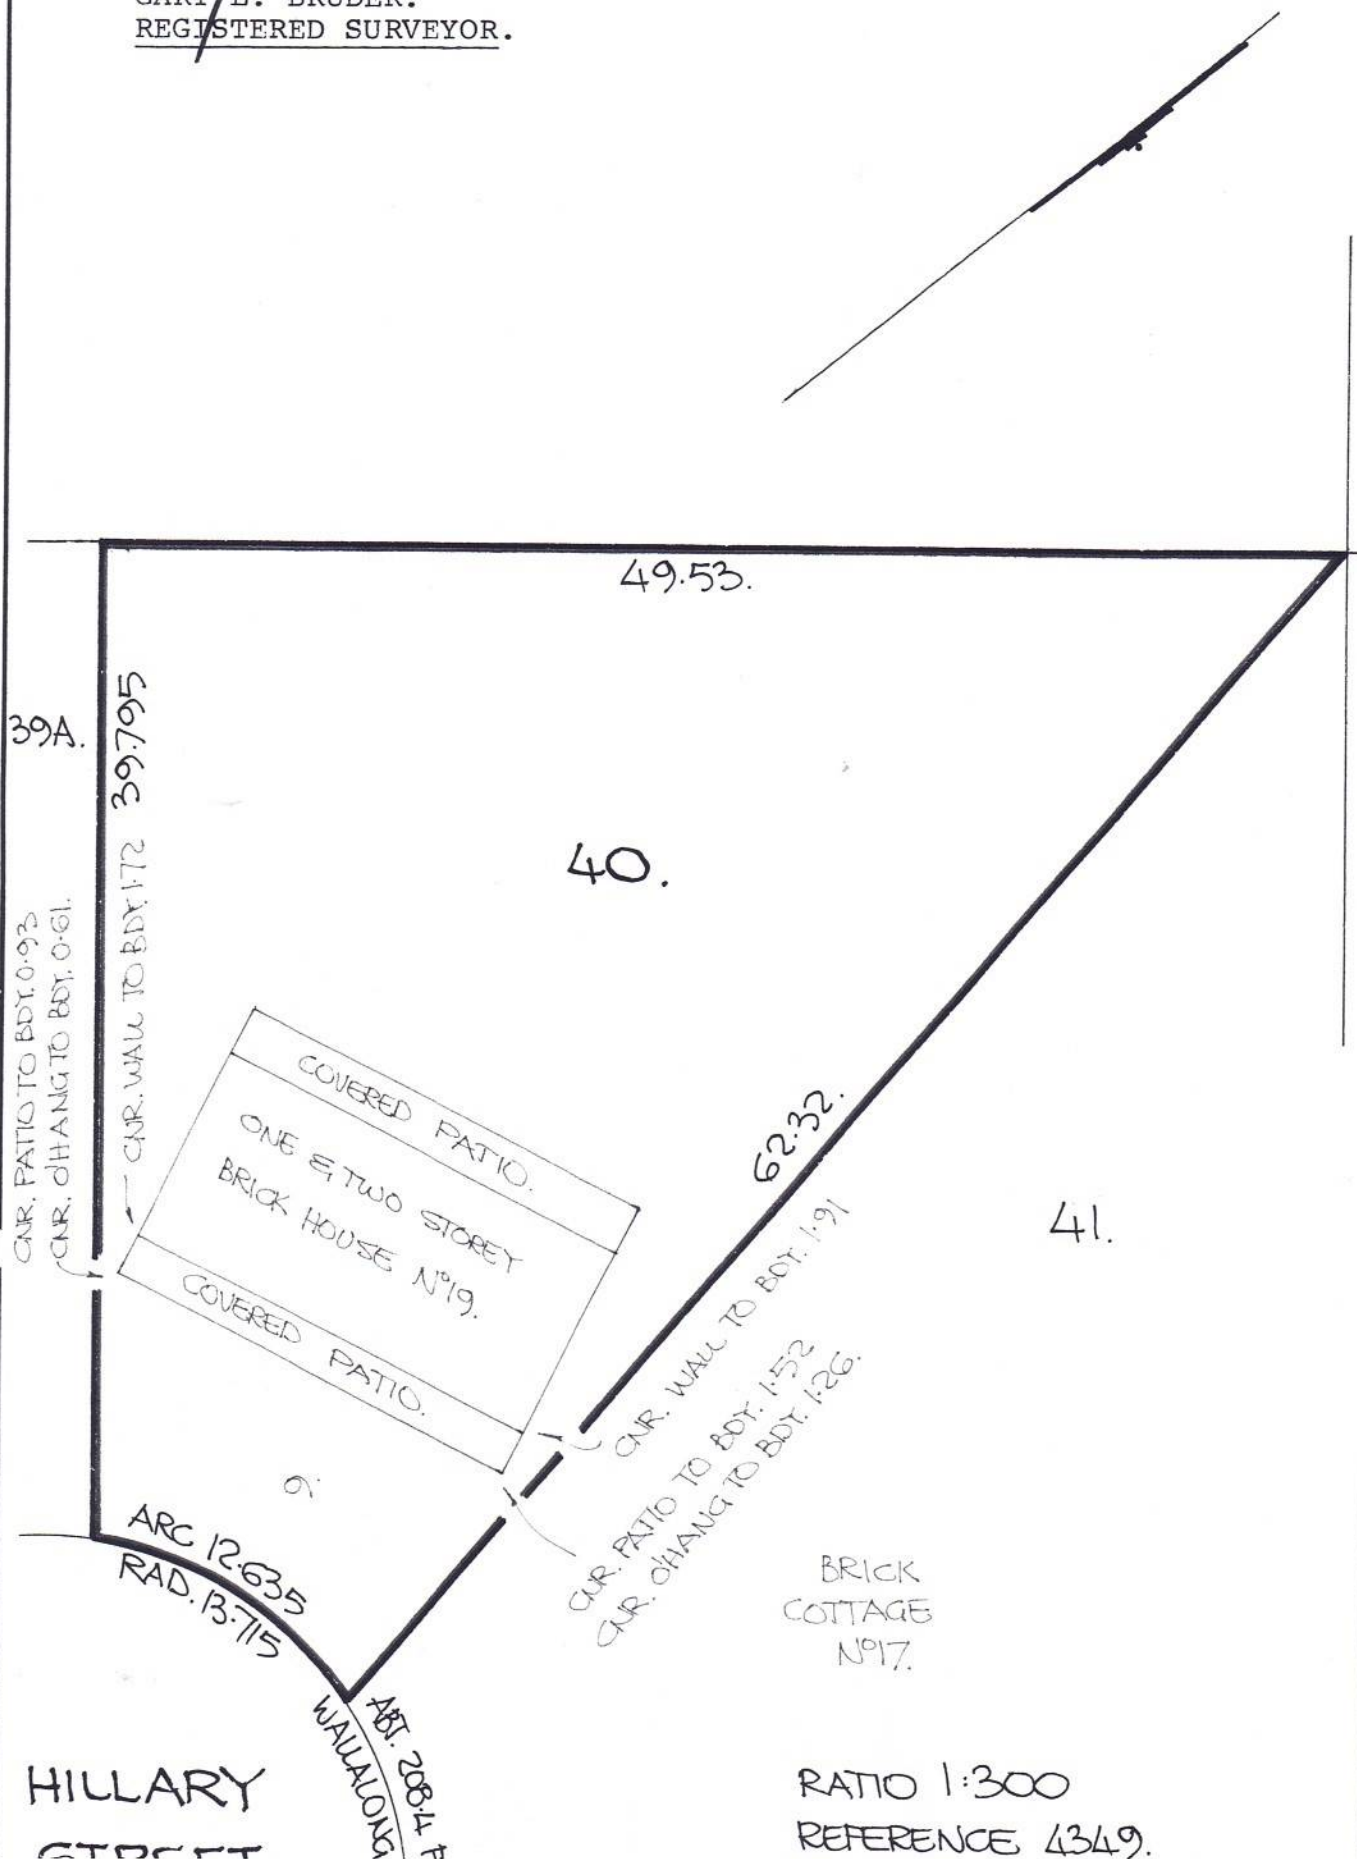 GARY E. BRUDER.
REGISTERED SURVEYOR.
49.53.
39A.
39.795
40.
CNR. PATIO TO BDY. 0.93
CNR. O'HANG TO BDY. 0.61.
CNR. WALL TO BDY. 1.72
COVERED PATIO.
ONE & TWO STOREY
BRICK HOUSE Nº19.
COVERED PATIO.
62.32.
41.
CNR. WALL TO BDY. 1.91
CNR. PATIO TO BDY. 1.52
CNR. O'HANG TO BDY. 1.26.
ARC 12.635
RAD. 13.715
BRICK
COTTAGE
Nº17.
ABT. 208.4
WALLALONG
HILLARY
STREET
RATIO 1:300
REFERENCE 4349.